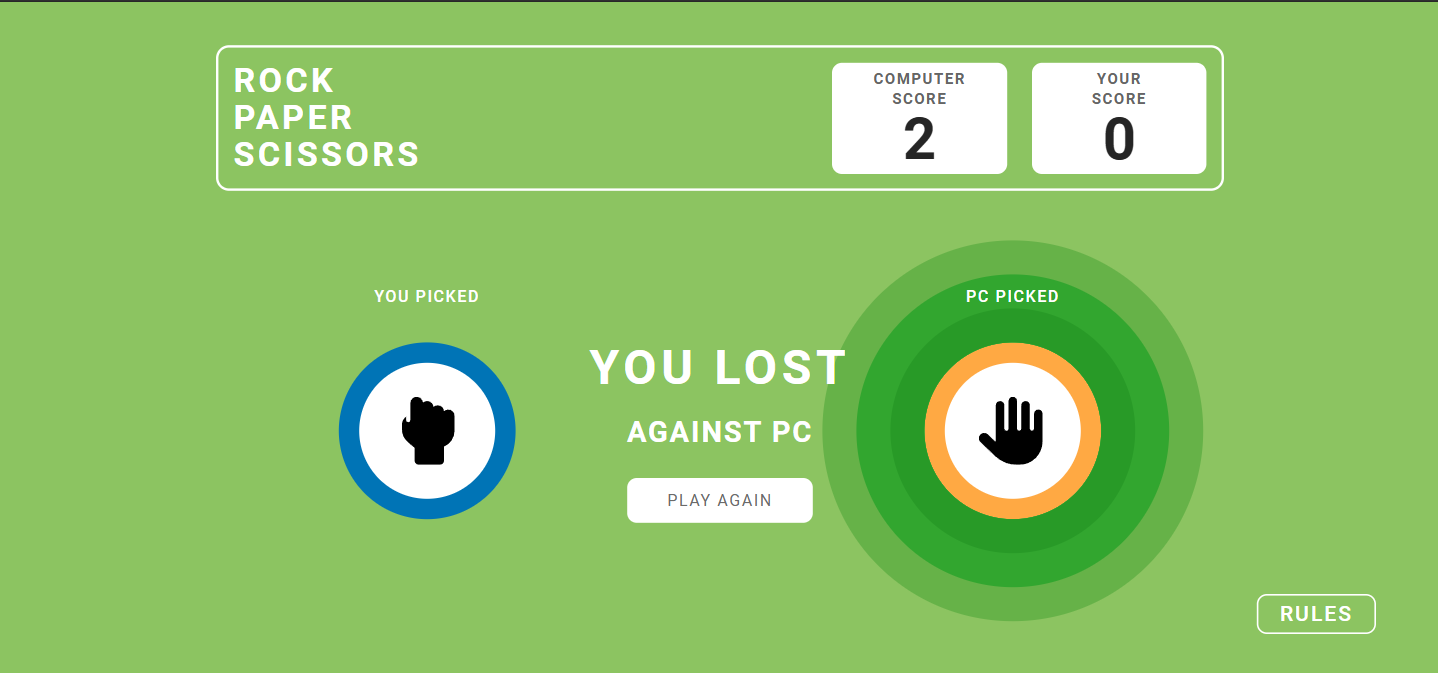 ROCK
PAPER
SCISSORS
COMPUTER
SCORE
2
YOUR
SCORE
0
YOU PICKED
PC PICKED
YOU LOST
AGAINST PC
PLAY AGAIN
RULES